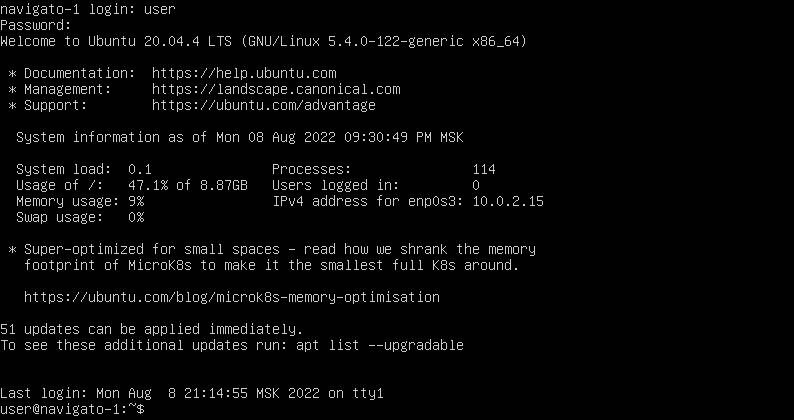 navigato-1 login: user
Password:
Welcome to Ubuntu 20.04.4 LTS (GNU/Linux 5.4.0-122-generic x86_64)
 * Documentation:  https://help.ubuntu.com
 * Management:     https://landscape.canonical.com
 * Support:        https://ubuntu.com/advantage
  System information as of Mon 08 Aug 2022 09:30:49 PM MSK
  System load:  0.1               Processes:               114
  Usage of /:   47.1% of 8.87GB   Users logged in:         0
  Memory usage: 9%                IPv4 address for enp0s3: 10.0.2.15
  Swap usage:   0%
 * Super-optimized for small spaces - read how we shrank the memory
   footprint of MicroK8s to make it the smallest full K8s around.
   https://ubuntu.com/blog/microk8s-memory-optimisation
51 updates can be applied immediately.
To see these additional updates run: apt list --upgradable
Last login: Mon Aug  8 21:14:55 MSK 2022 on tty1
user@navigato-1:~$